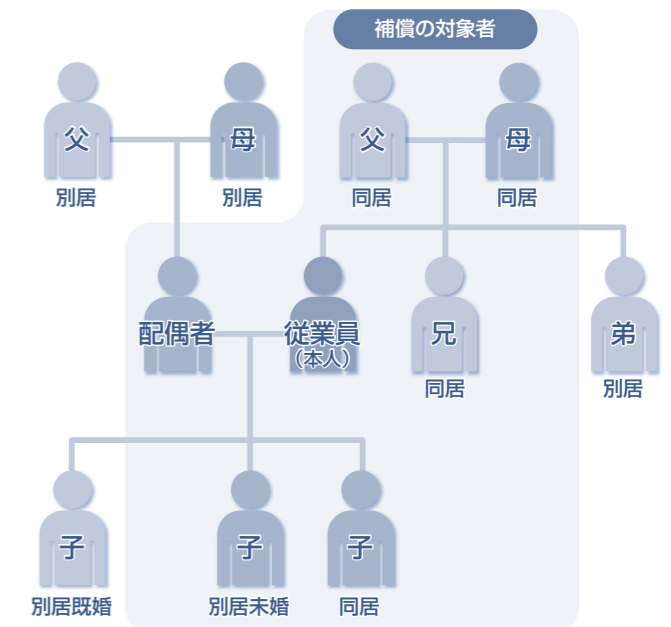 補償の対象者
父
母
父
母
別居
別居
同居
同居
配偶者
従業員
(本人)
兄
弟
同居
別居
子
子
子
別居既婚
別居未婚
同居